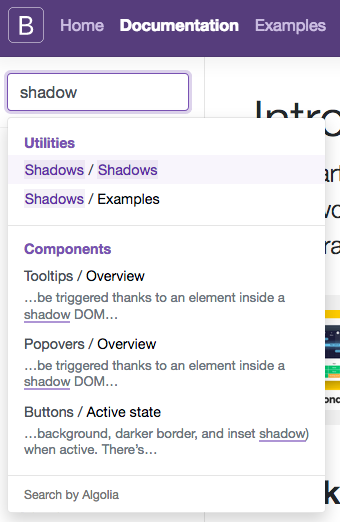 B Home Documentation Examples
shadow
Utilities
Shadows / Shadows
Shadows / Examples
Components
Tooltips / Overview
…be triggered thanks to an element inside a
shadow DOM…
Popovers / Overview
…be triggered thanks to an element inside a
shadow DOM…
Buttons / Active state
…background, darker border, and inset shadow)
when active. There's…
Search by Algolia